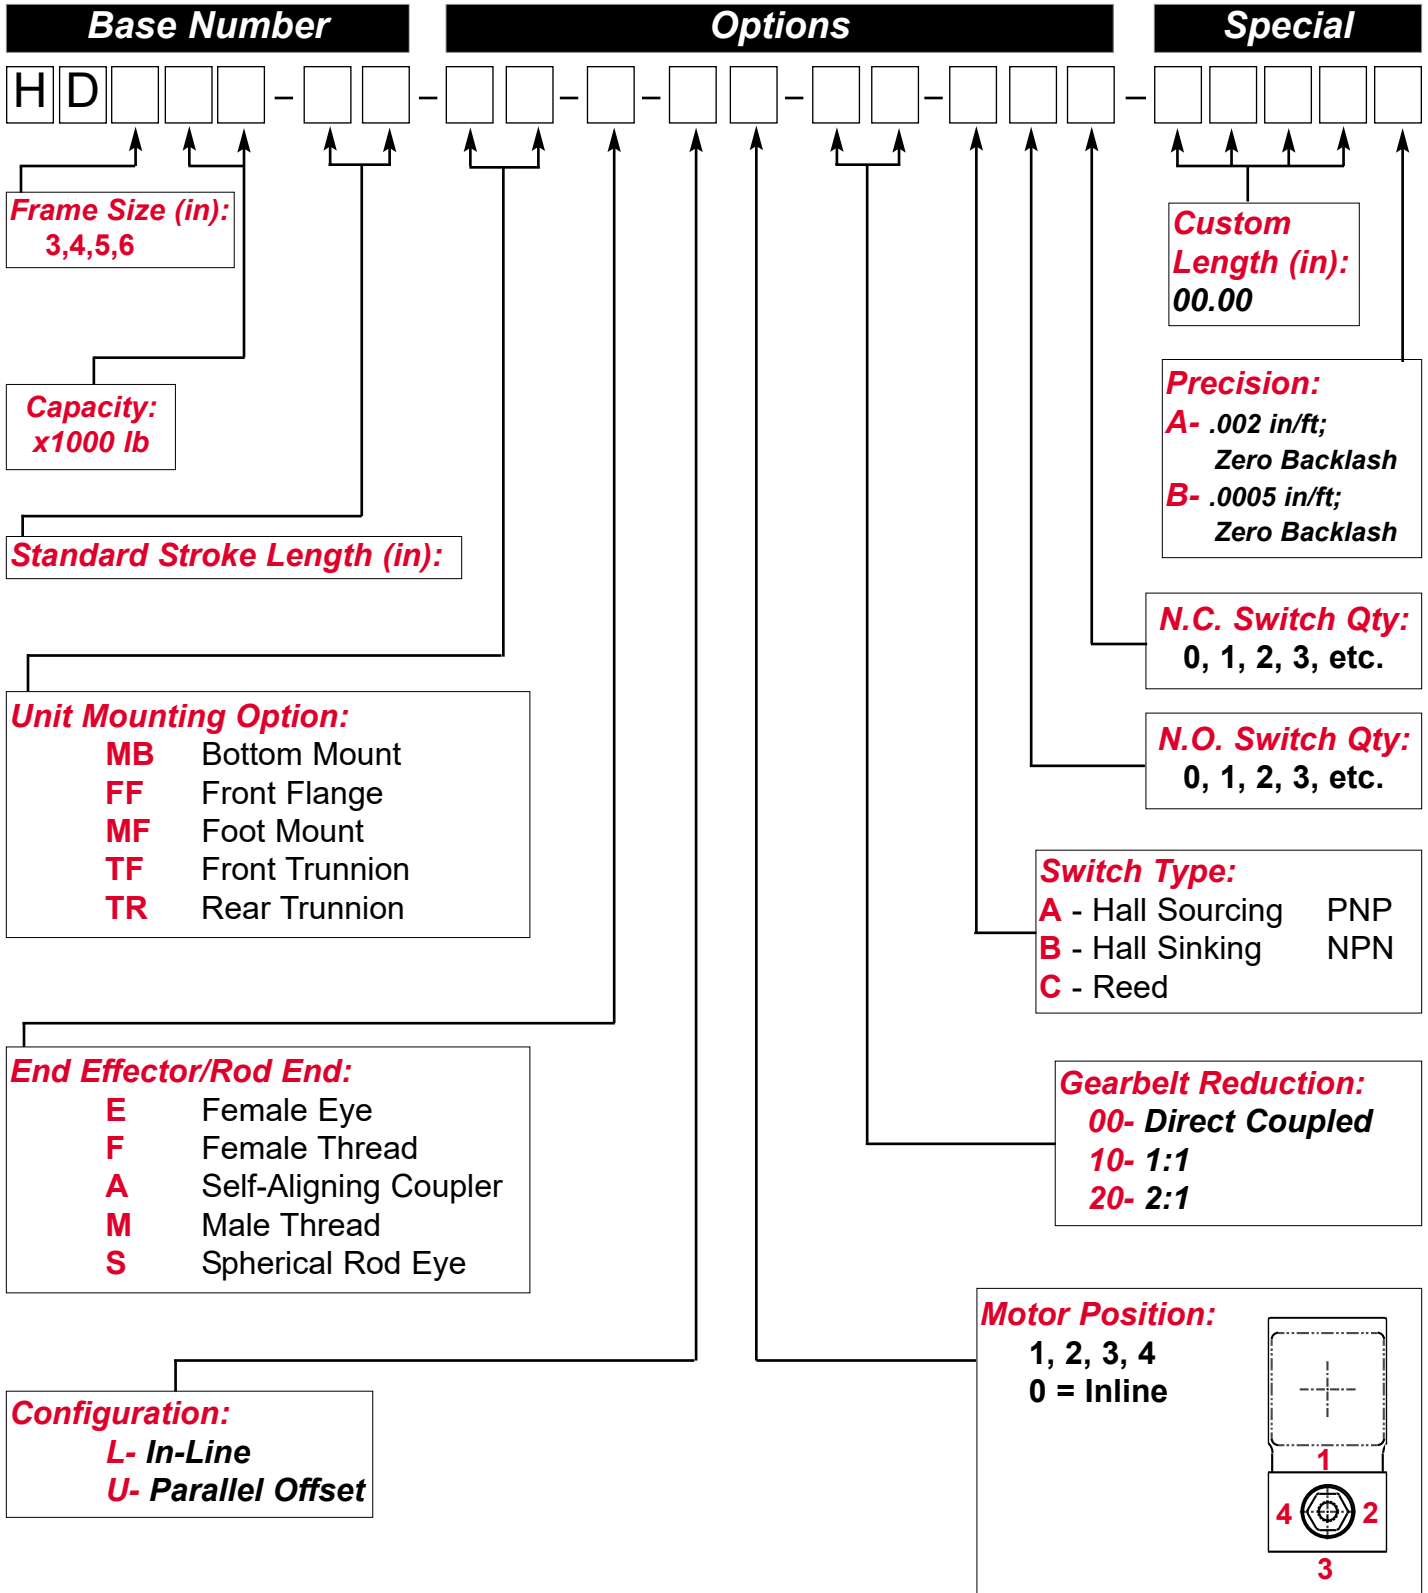 Base Number Options Special
H D – – – – – – –
Frame Size (in):
3,4,5,6
Capacity:
x1000 lb
Standard Stroke Length (in):
Unit Mounting Option:
MB Bottom Mount
FF Front Flange
MF Foot Mount
TF Front Trunnion
TR Rear Trunnion
End Effector/Rod End:
E Female Eye
F Female Thread
A Self-Aligning Coupler
M Male Thread
S Spherical Rod Eye
Configuration:
L- In-Line
U- Parallel Offset
Custom
Length (in):
00.00
Precision:
A- .002 in/ft;
Zero Backlash
B- .0005 in/ft;
Zero Backlash
N.C. Switch Qty:
0, 1, 2, 3, etc.
N.O. Switch Qty:
0, 1, 2, 3, etc.
Switch Type:
A - Hall Sourcing PNP
B - Hall Sinking NPN
C - Reed
Gearbelt Reduction:
00- Direct Coupled
10- 1:1
20- 2:1
Motor Position:
1, 2, 3, 4
0 = Inline
1
4 2
3